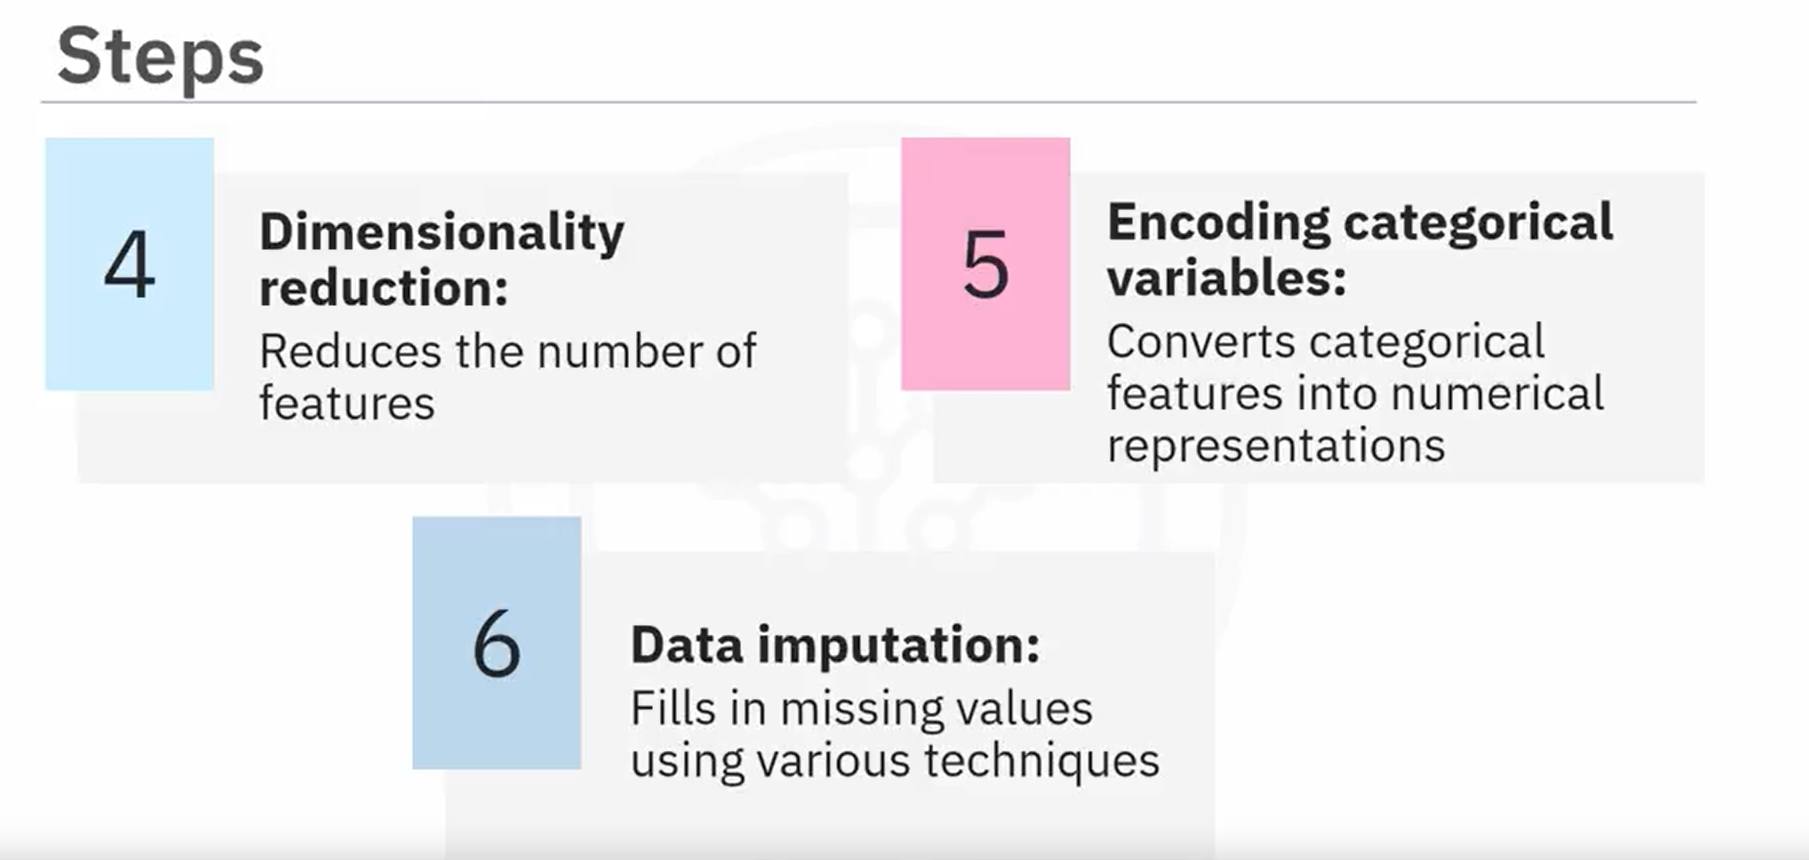 Steps
4
Dimensionality
reduction:
Reduces the number of
features
5
Encoding categorical
variables:
Converts categorical
features into numerical
representations
6
Data imputation:
Fills in missing values
using various techniques